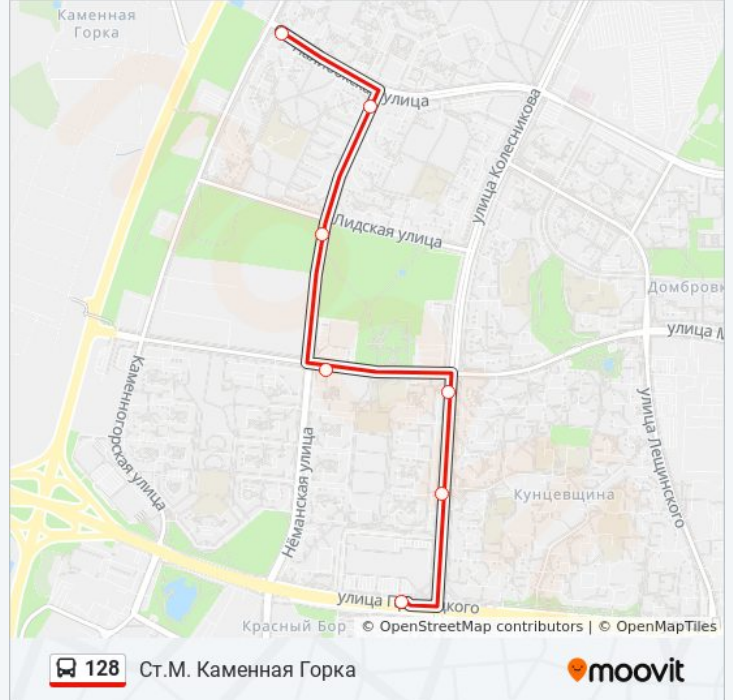 Каменная
Горка
улица
улица Колесникова
Лидская улица
Домбровк
улица М
Каменногорская улица
Нёманская улица
улица Лещинского
Кунцевщина
улица
Красный Бор
© OpenStreetMap contributors | © OpenMapTiles
128 Ст.М. Каменная Горка
moovit